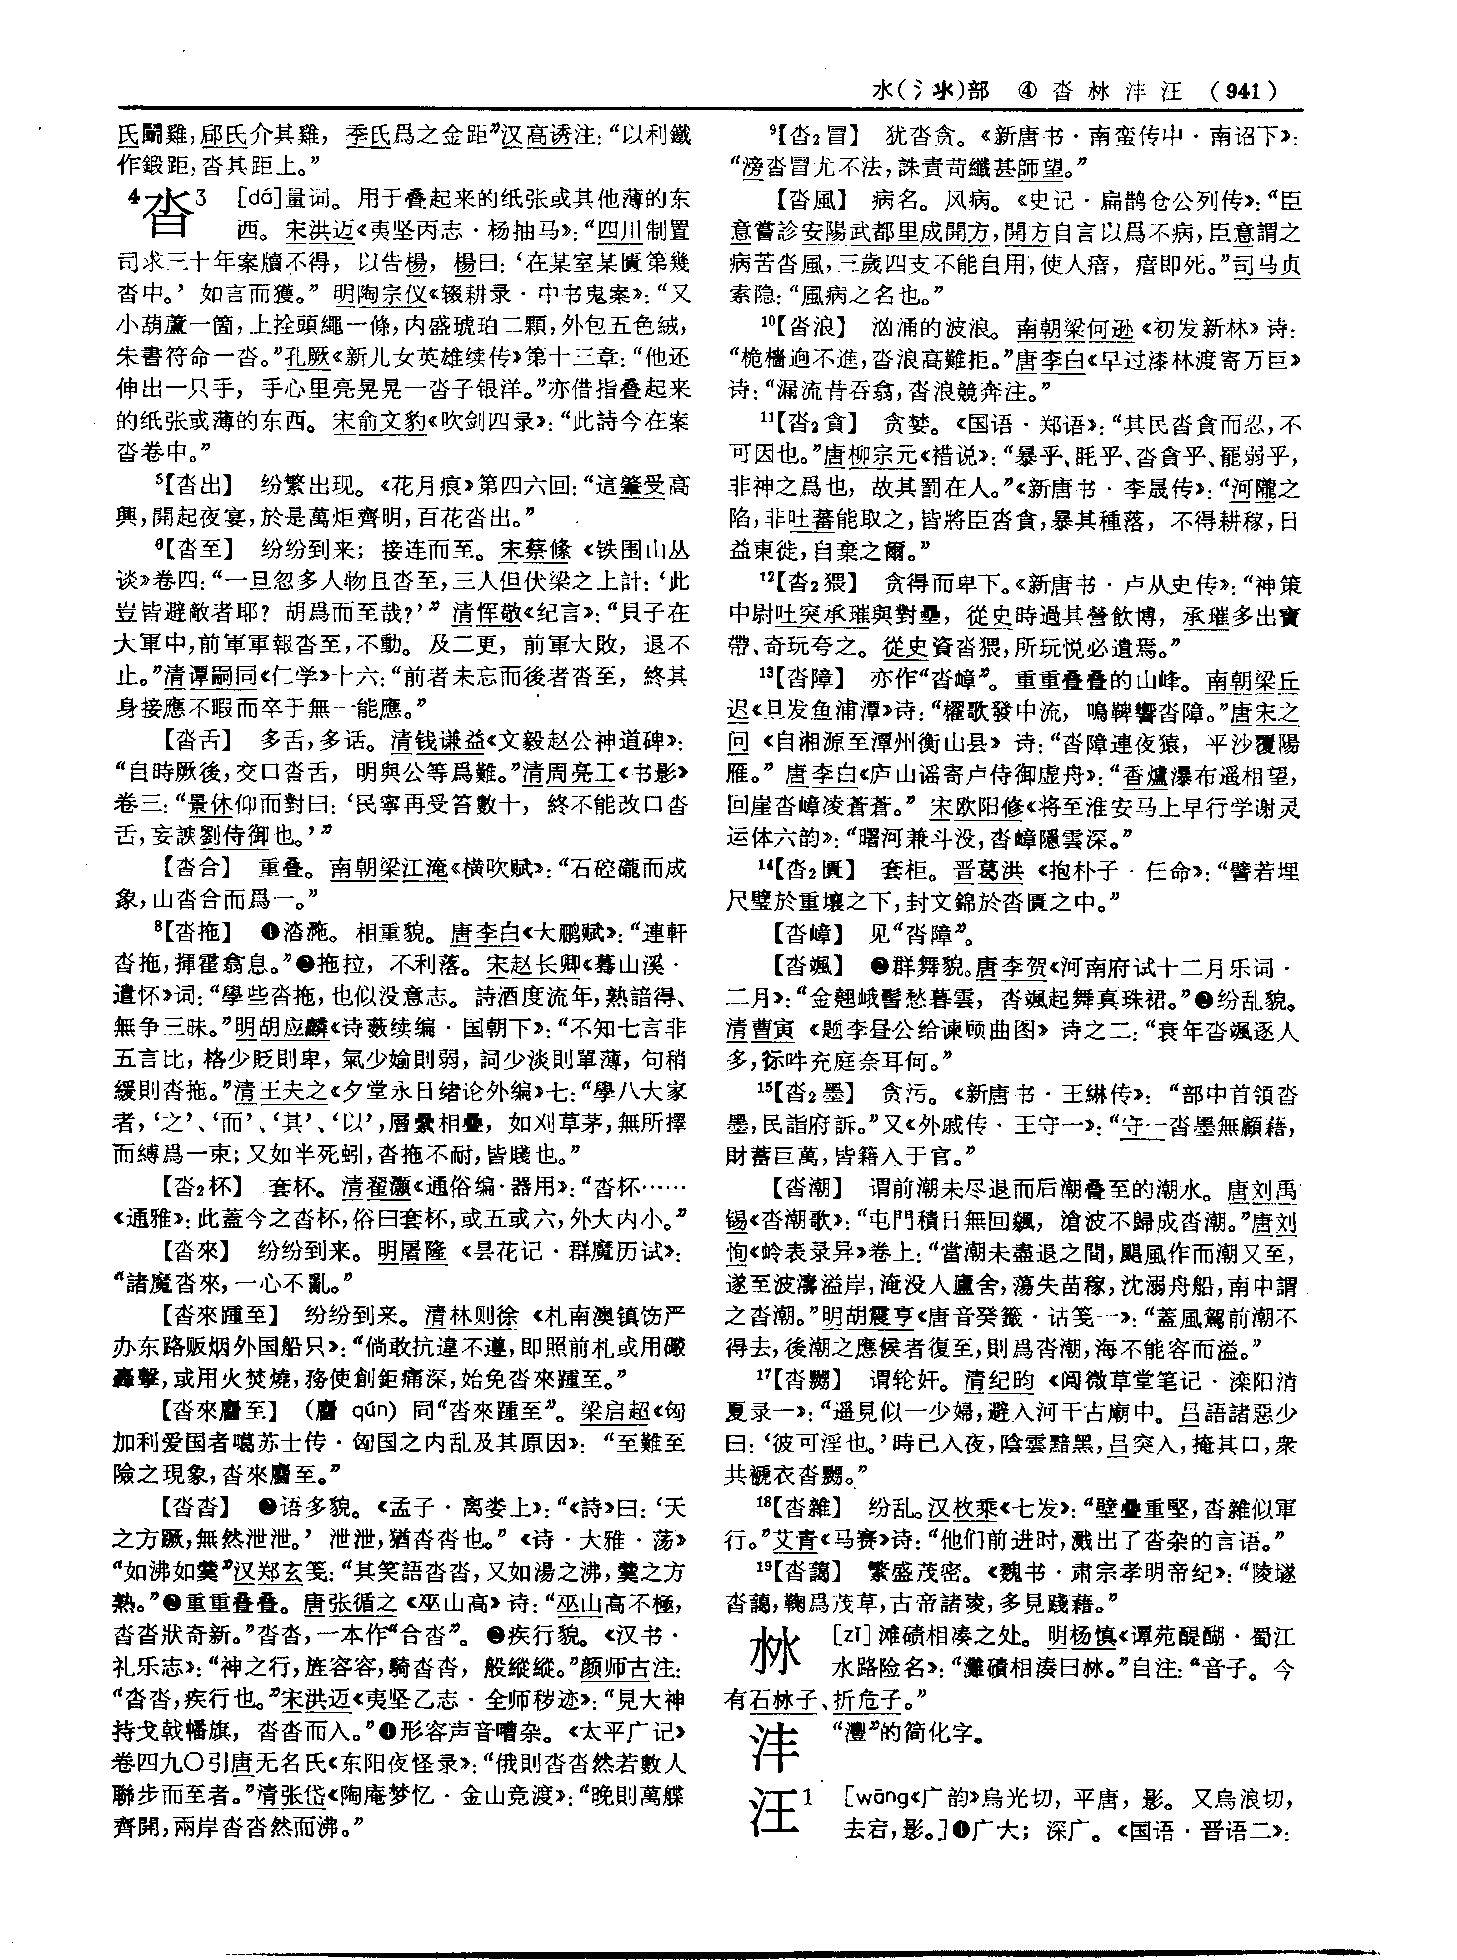 水(氵氺)部　④ 沓 沝 沣 汪 （941）
氏鬭雞，郈氏介其雞，季氏爲之金距”汉高诱注：“以利鐵
作鍛距，沓其距上。”
4沓3　[dá]量词。用于叠起来的纸张或其他薄的东
西。宋洪迈《夷坚丙志·杨抽马》：“四川制置
司求三十年案牘不得，以告楊，楊曰：‘在某室某匱第幾
沓中。’如言而獲。”明陶宗仪《辍耕录·中书鬼案》：“又
小葫蘆一箇，上拴頭繩一條，内盛琥珀二顆，外包五色絨，
朱書符命一沓。”孔厥《新儿女英雄续传》第十三章：“他还
伸出一只手，手心里亮晃晃一沓子银洋。”亦借指叠起来
的纸张或薄的东西。宋俞文豹《吹剑四录》：“此詩今在案
沓卷中。”
5【沓出】　纷繁出现。《花月痕》第四六回：“這肇受高
興，開起夜宴，於是萬炬齊明，百花沓出。”
6【沓至】　纷纷到来；接连而至。宋蔡絛《铁围山丛
谈》卷四：“一旦忽多人物且沓至，三人但伏梁之上計：‘此
豈皆避敵者耶？胡爲而至哉？’”清恽敬《纪言》：“貝子在
大軍中，前軍軍報沓至，不動。及二更，前軍大敗，退不
止。”清谭嗣同《仁学》十六：“前者未忘而後者沓至，終其
身接應不暇而卒于無一能應。”
【沓舌】　多舌，多话。清钱谦益《文毅赵公神道碑》：
“自時厥後，交口沓舌，明與公等爲難。”清周亮工《书影》
卷三：“景休仰而對曰：‘民寧再受笞數十，終不能改口沓
舌，妄誤劉侍御也。’”
【沓合】　重叠。南朝梁江淹《横吹赋》：“石硿礲而成
象，山沓合而爲一。”
8【沓拖】　❶渣㴰。相重貌。唐李白《大鹏赋》：“連軒
沓拖，揮霍翕息。”❷拖拉，不利落。宋赵长卿《蓦山溪·
遣怀》词：“學些沓拖，也似没意志。詩酒度流年，熟諳得、
無争三昧。”明胡应麟《诗薮续编·国朝下》：“不知七言非
五言比，格少貶則卑，氣少婾則弱，詞少淡則單薄，句稍
緩則沓拖。”清王夫之《夕堂永日绪论外编》七：“學八大家
者，‘之’、‘而’、‘其’、‘以’，層纍相疊，如刈草茅，無所擇
而縛爲一束；又如半死蚓，沓拖不耐，皆賤也。”
【沓2杯】　套杯。清翟灏《通俗编·器用》：“沓杯……
《通雅》：此蓋今之沓杯，俗曰套杯，或五或六，外大内小。”
【沓來】　纷纷到来。明屠隆《昙花记·群魔历试》：
“諸魔沓來，一心不亂。”
【沓來踵至】　纷纷到来。清林则徐《札南澳镇饬严
办东路贩烟外国船只》：“倘敢抗違不遵，即照前札或用礮
轟擊，或用火焚燒，務使創鉅痛深，始免沓來踵至。”
【沓來麕至】　（麕 qún）同“沓來踵至”。梁启超《匈
加利爱国者噶苏士传·匈国之内乱及其原因》：“至難至
險之現象，沓來麕至。”
【沓沓】　❶语多貌。《孟子·离娄上》：“《詩》曰：‘天
之方蹶，無然泄泄。’泄泄，猶沓沓也。”《诗·大雅·荡》
“如沸如羹”汉郑玄笺：“其笑語沓沓，又如湯之沸，羹之方
熟。”❷重重叠叠。唐张循之《巫山高》诗：“巫山高不極，
沓沓狀奇新。”沓沓，一本作“合沓”。❸疾行貌。《汉书·
礼乐志》：“神之行，旌容容，騎沓沓，般縱縱。”颜师古注：
“沓沓，疾行也。”宋洪迈《夷坚乙志·全师秽迹》：“見大神
持戈戟幡旗，沓沓而入。”❹形容声音嘈杂。《太平广记》
卷四九〇引唐无名氏《东阳夜怪录》：“俄則沓沓然若數人
聯步而至者。”清张岱《陶庵梦忆·金山竞渡》：“晚則萬艓
齊開，兩岸沓沓然而沸。”
9【沓2冒】　犹沓贪。《新唐书·南蛮传中·南诏下》：
“滂沓冒尤不法，誅責苛纖甚師望。”
【沓風】　病名。风病。《史记·扁鹊仓公列传》：“臣
意嘗診安陽武都里成開方，開方自言以爲不病，臣意謂之
病苦沓風，三歲四支不能自用，使人瘖，瘖即死。”司马贞
索隐：“風病之名也。”
10【沓浪】　汹涌的波浪。南朝梁何逊《初发新林》诗：
“桅檣迥不進，沓浪高難拒。”唐李白《早过漆林渡寄万巨》
诗：“漏流昔吞翕，沓浪競奔注。”
11【沓2貪】　贪婪。《国语·郑语》：“其民沓貪而忍，不
可因也。”唐柳宗元《𥙊说》：“暴乎、眊乎、沓貪乎、罷弱乎，
非神之爲也，故其罰在人。”《新唐书·李晟传》：“河隴之
陷，非吐蕃能取之，皆將臣沓貪，暴其種落，不得耕稼，日
益東徙，自棄之爾。”
12【沓2猥】　贪得而卑下。《新唐书·卢从史传》：“神策
中尉吐突承璀與對壘，從史時過其營飲博，承璀多出寶
帶、奇玩夸之。從史資沓猥，所玩悦必遺焉。”
13【沓障】　亦作“沓嶂”。重重叠叠的山峰。南朝梁丘
迟《旦发鱼浦潭》诗：“櫂歌發中流，鳴鞞響沓障。”唐宋之
问《自湘源至潭州衡山县》诗：“沓障連夜猿，平沙覆陽
雁。”唐李白《庐山谣寄卢侍御虚舟》：“香爐瀑布遥相望，
回崖沓嶂凌蒼蒼。”宋欧阳修《将至淮安马上早行学谢灵
运体六韵》：“曙河兼斗没，沓嶂隱雲深。”
14【沓2匱】　套柜。晋葛洪《抱朴子·任命》：“譬若埋
尺璧於重壤之下，封文錦於沓匱之中。”
【沓嶂】　见“沓障”。
【沓颯】　❶群舞貌。唐李贺《河南府试十二月乐词·
二月》：“金翹峨髻愁暮雲，沓颯起舞真珠裙。”❷纷乱貌。
清曹寅《题李昼公给谏顾曲图》诗之二：“衰年沓颯逐人
多，䘕吽充庭奈耳何。”
15【沓2墨】　贪污。《新唐书·王綝传》：“部中首領沓
墨，民詣府訴。”又《外戚传·王守一》：“守一沓墨無顧藉，
財蓄巨萬，皆籍入于官。”
【沓潮】　谓前潮未尽退而后潮叠至的潮水。唐刘禹
锡《沓潮歌》：“屯門積日無回飆，滄波不歸成沓潮。”唐刘
恂《岭表录异》卷上：“當潮未盡退之間，颶風作而潮又至，
遂至波濤溢岸，淹没人廬舍，蕩失苗稼，沈溺舟船，南中謂
之沓潮。”明胡震亨《唐音癸籤·诂笺一》：“蓋風駕前潮不
得去，後潮之應候者復至，則爲沓潮，海不能容而溢。”
17【沓嬲】　谓轮奸。清纪昀《阅微草堂笔记·滦阳消
夏录一》：“遥見似一少婦，避入河干古廟中。吕語諸惡少
曰：‘彼可淫也。’時已入夜，陰雲黯黑，吕突入，掩其口，衆
共褫衣沓嬲。”
18【沓雜】　纷乱。汉枚乘《七发》：“壁疊重堅，沓雜似軍
行。”艾青《马赛》诗：“他们前进时，溅出了沓杂的言语。”
19【沓藹】　繁盛茂密。《魏书·肃宗孝明帝纪》：“陵遂
沓藹，鞠爲茂草，古帝諸陵，多見踐藉。”
沝　[zǐ]滩碛相凑之处。明杨慎《谭苑醍醐·蜀江
水路险名》：“灘磧相湊曰沝。”自注：“音子。今
有石沝子、折危子。”
沣　“灃”的简化字。
汪1　[wāng《广韵》烏光切，平唐，影。又烏浪切，
去宕，影。]❶广大；深广。《国语·晋语二》：